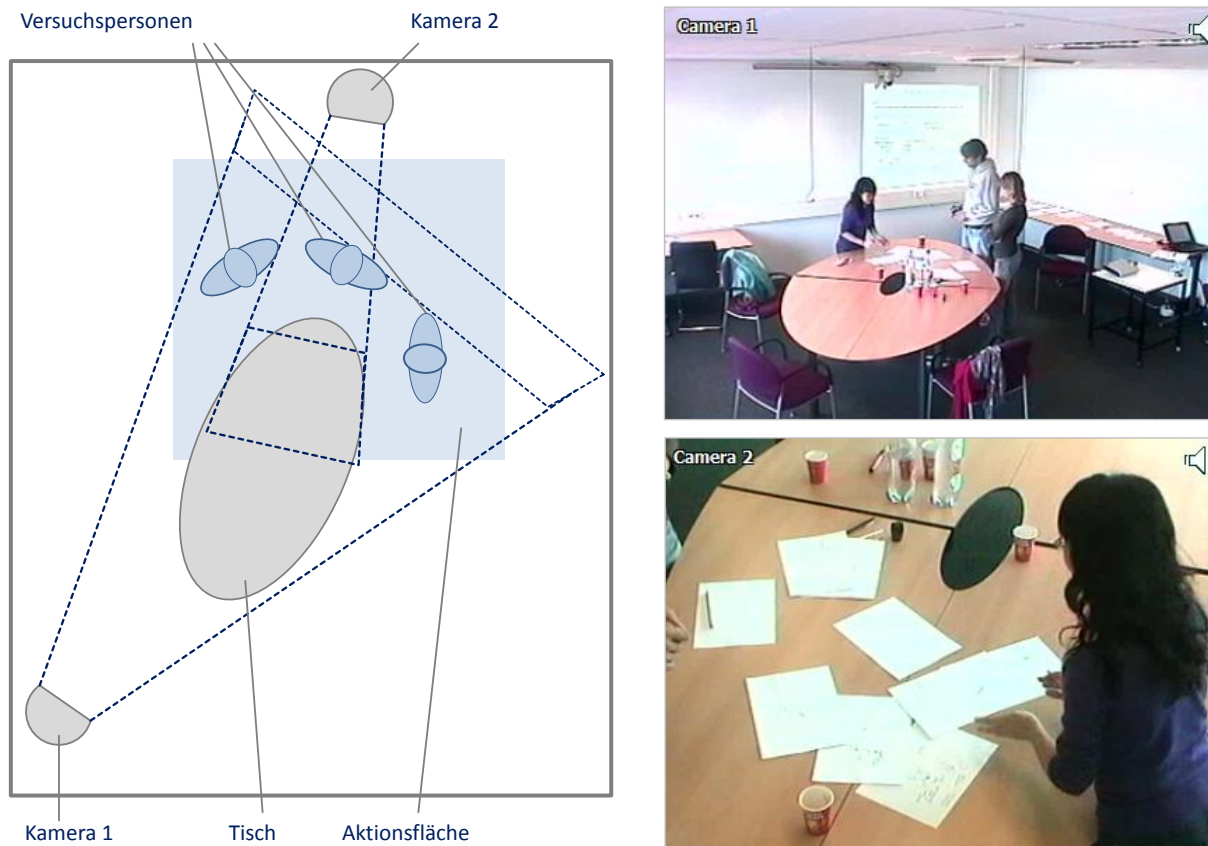 Versuchspersonen
Kamera 2
Kamera 1
Tisch
Aktionsfläche
Camera 1
Camera 2